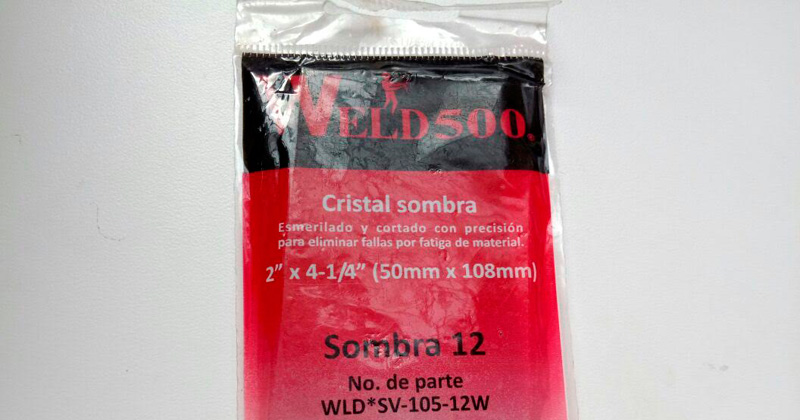 WELD500.
Cristal sombra
Esmerilado y cortado con precisión
para eliminar fallas por fatiga de material.
2” x 4-1/4” (50mm x 108mm)
Sombra 12
No. de parte
WLD*SV-105-12W